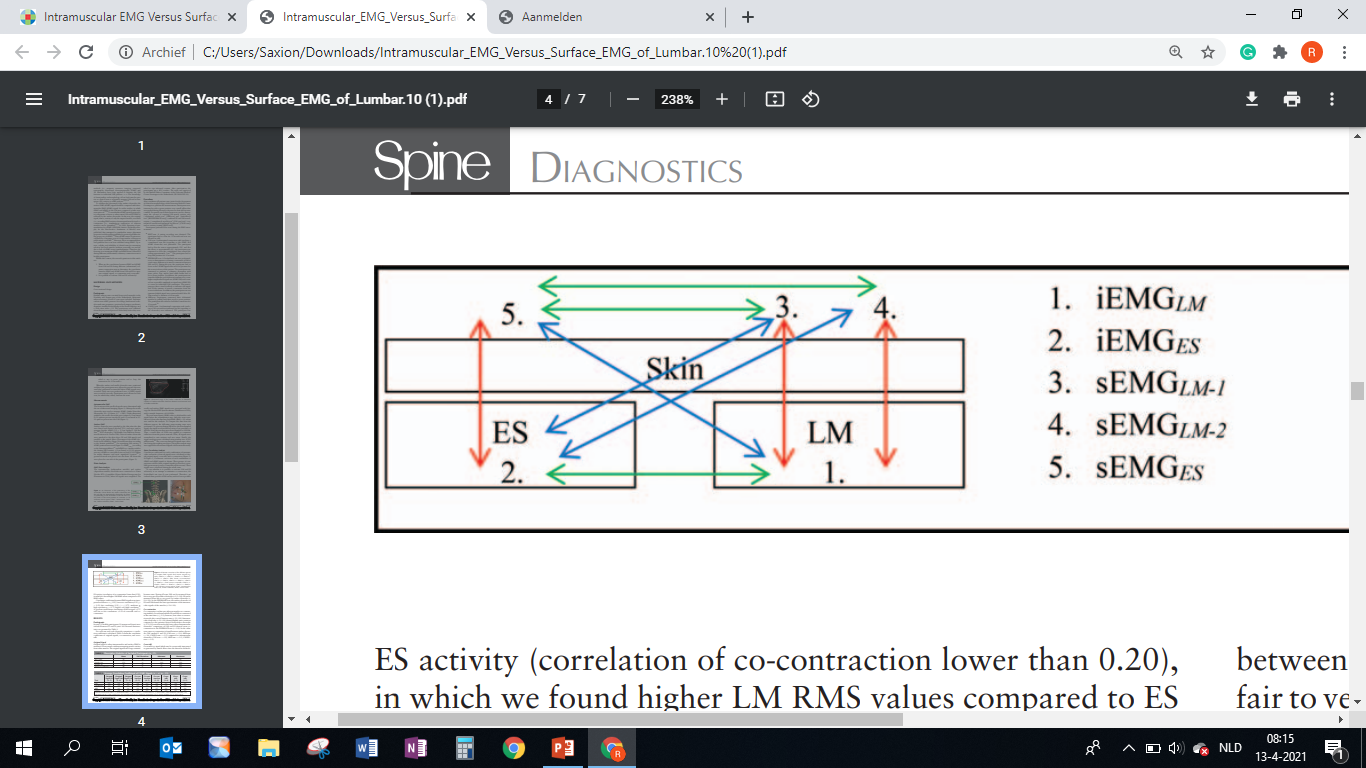 Intramuscular EMG Versus Surfac
Intramuscular_EMG_Versus_Surfa
Aanmelden
Archief C:/Users/Saxion/Downloads/Intramuscular_EMG_Versus_Surface_EMG_of_Lumbar.10%20(1).pdf
R
Intramuscular_EMG_Versus_Surface_EMG_of_Lumbar.10 (1).pdf
4 / 7
238%
1
2
3
4
Spine DIAGNOSTICS
5.
3.
4.
Skin
ES
LM
2.
1.
1. iEMGLM
2. iEMGES
3. sEMGLM-1
4. sEMGLM-2
5. sEMGES
ES activity (correlation of co-contraction lower than 0.20),
in which we found higher LM RMS values compared to ES
between
fair to ve
NLD
08:15
13-4-2021
1